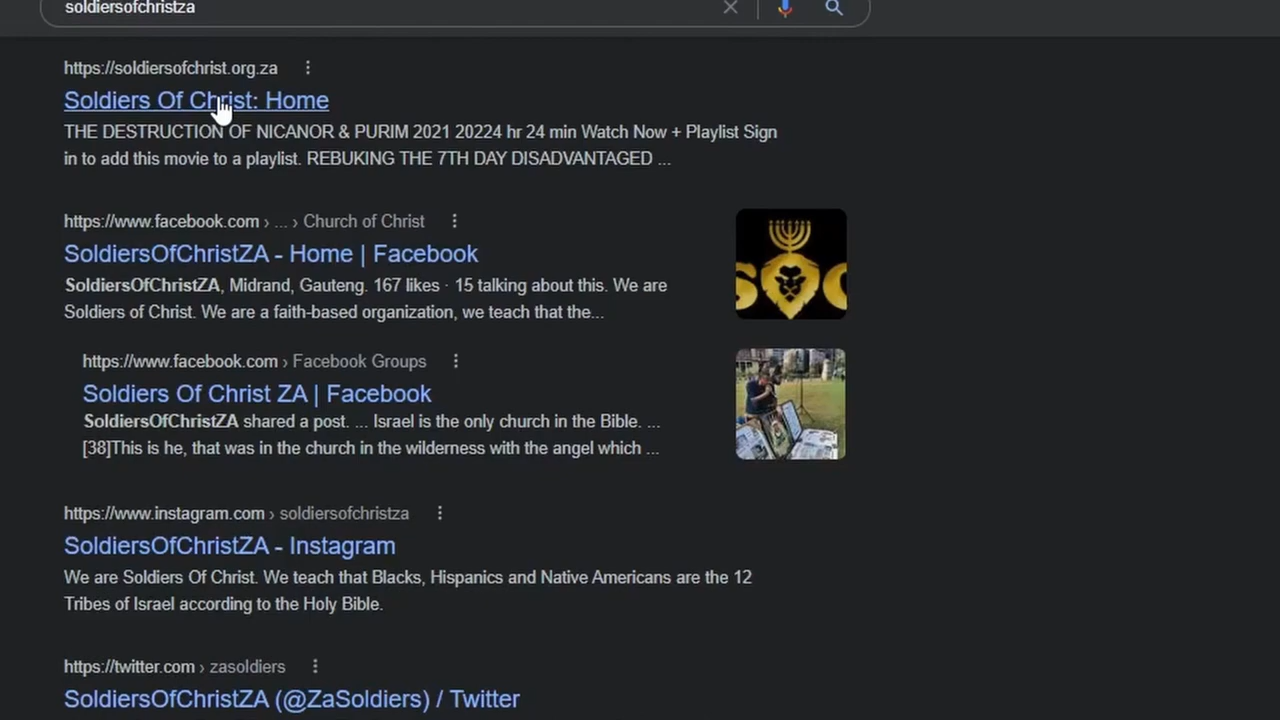 soldiersofchristza
https://soldiersofchrist.org.za
Soldiers Of Christ: Home
THE DESTRUCTION OF NICANOR & PURIM 2021 20224 hr 24 min Watch Now + Playlist Sign
in to add this movie to a playlist. REBUKING THE 7TH DAY DISADVANTAGED ...
https://www.facebook.com › ... › Church of Christ
SoldiersOfChristZA - Home | Facebook
SoldiersOfChristZA, Midrand, Gauteng. 167 likes · 15 talking about this. We are
Soldiers of Christ. We are a faith-based organization, we teach that the...
https://www.facebook.com › Facebook Groups
Soldiers Of Christ ZA | Facebook
SoldiersOfChristZA shared a post. ... Israel is the only church in the Bible. ...
[38]This is he, that was in the church in the wilderness with the angel which ...
https://www.instagram.com › soldiersofchristza
SoldiersOfChristZA - Instagram
We are Soldiers Of Christ. We teach that Blacks, Hispanics and Native Americans are the 12
Tribes of Israel according to the Holy Bible.
https://twitter.com › zasoldiers
SoldiersOfChristZA (@ZaSoldiers) / Twitter